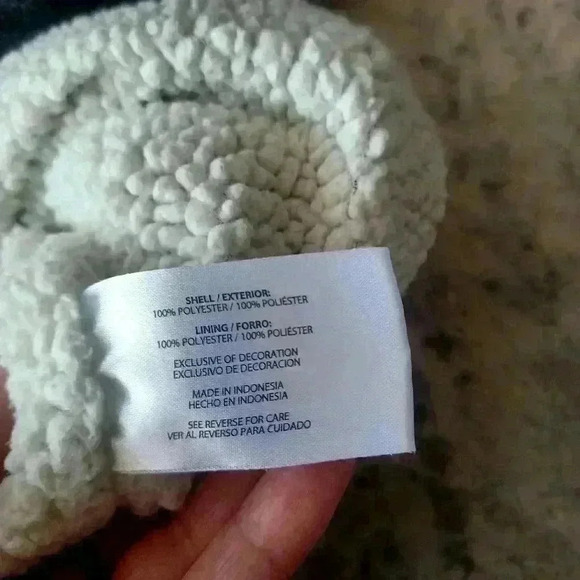 SHELL / EXTERIOR:
100% POLYESTER / 100% POLIÉSTER
LINING / FORRO:
100% POLYESTER / 100% POLIÉSTER
EXCLUSIVE OF DECORATION
EXCLUSIVO DE DECORACION
MADE IN INDONESIA
HECHO EN INDONESIA
SEE REVERSE FOR CARE
VER AL REVERSO PARA CUIDADO